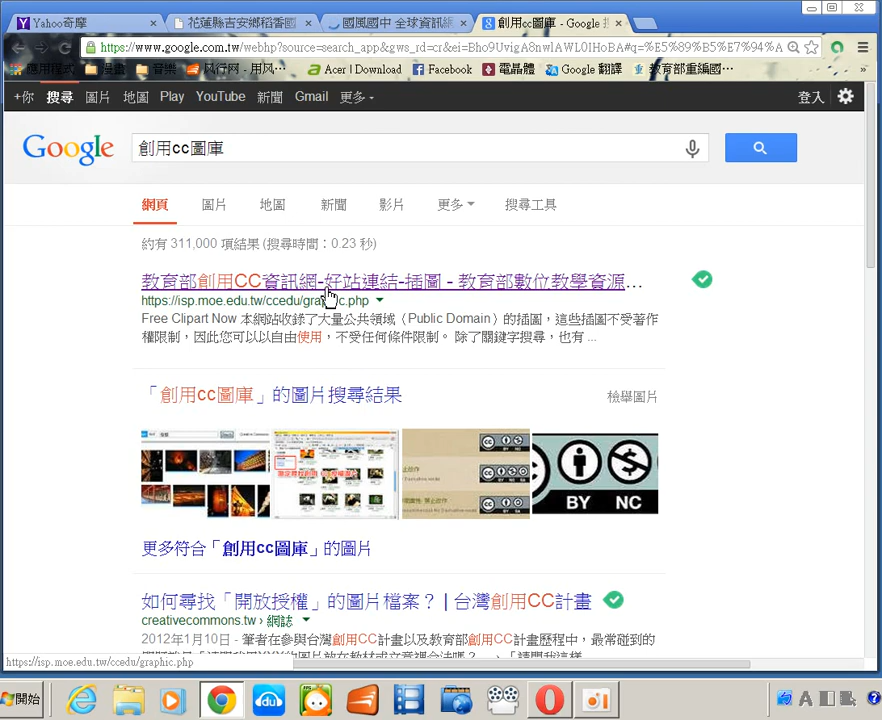 Yahoo奇摩
花蓮縣吉安鄉稻香國
國風國中 全球資訊網
創用cc圖庫 - Google
https://www.google.com.tw/webhp?source=search_app&gws_rd=cr&ei=Bho9UvigA8nwlAWL0IHoBA#q=%E5%89%B5%E7%94%A
應用程式
漫畫
音樂
风行网 - 用风…
Acer | Download
Facebook
電晶體
Google 翻譯
教育部重編國…
»
+你 搜尋 圖片 地圖 Play YouTube 新聞 Gmail 更多
登入
Google
創用cc圖庫
網頁 圖片 地圖 新聞 影片 更多 搜尋工具
約有 311,000 項結果 (搜尋時間：0.23 秒)
教育部創用CC資訊網-好站連結-插圖 - 教育部數位教學資源...
https://isp.moe.edu.tw/ccedu/graphic.php
Free Clipart Now 本網站收錄了大量公共領域（Public Domain）的插圖，這些插圖不受著作
權限制，因此您可以以自由使用，不受任何條件限制。 除了關鍵字搜尋，也有 ...
「創用cc圖庫」的圖片搜尋結果
檢舉圖片
BY NC
更多符合「創用cc圖庫」的圖片
如何尋找「開放授權」的圖片檔案？ | 台灣創用CC計畫
creativecommons.tw › 網誌
2012年1月10日 - 筆者在參與台灣創用CC計畫以及教育部創用CC計畫歷程中，最常碰到的
https://isp.moe.edu.tw/ccedu/graphic.php
開始